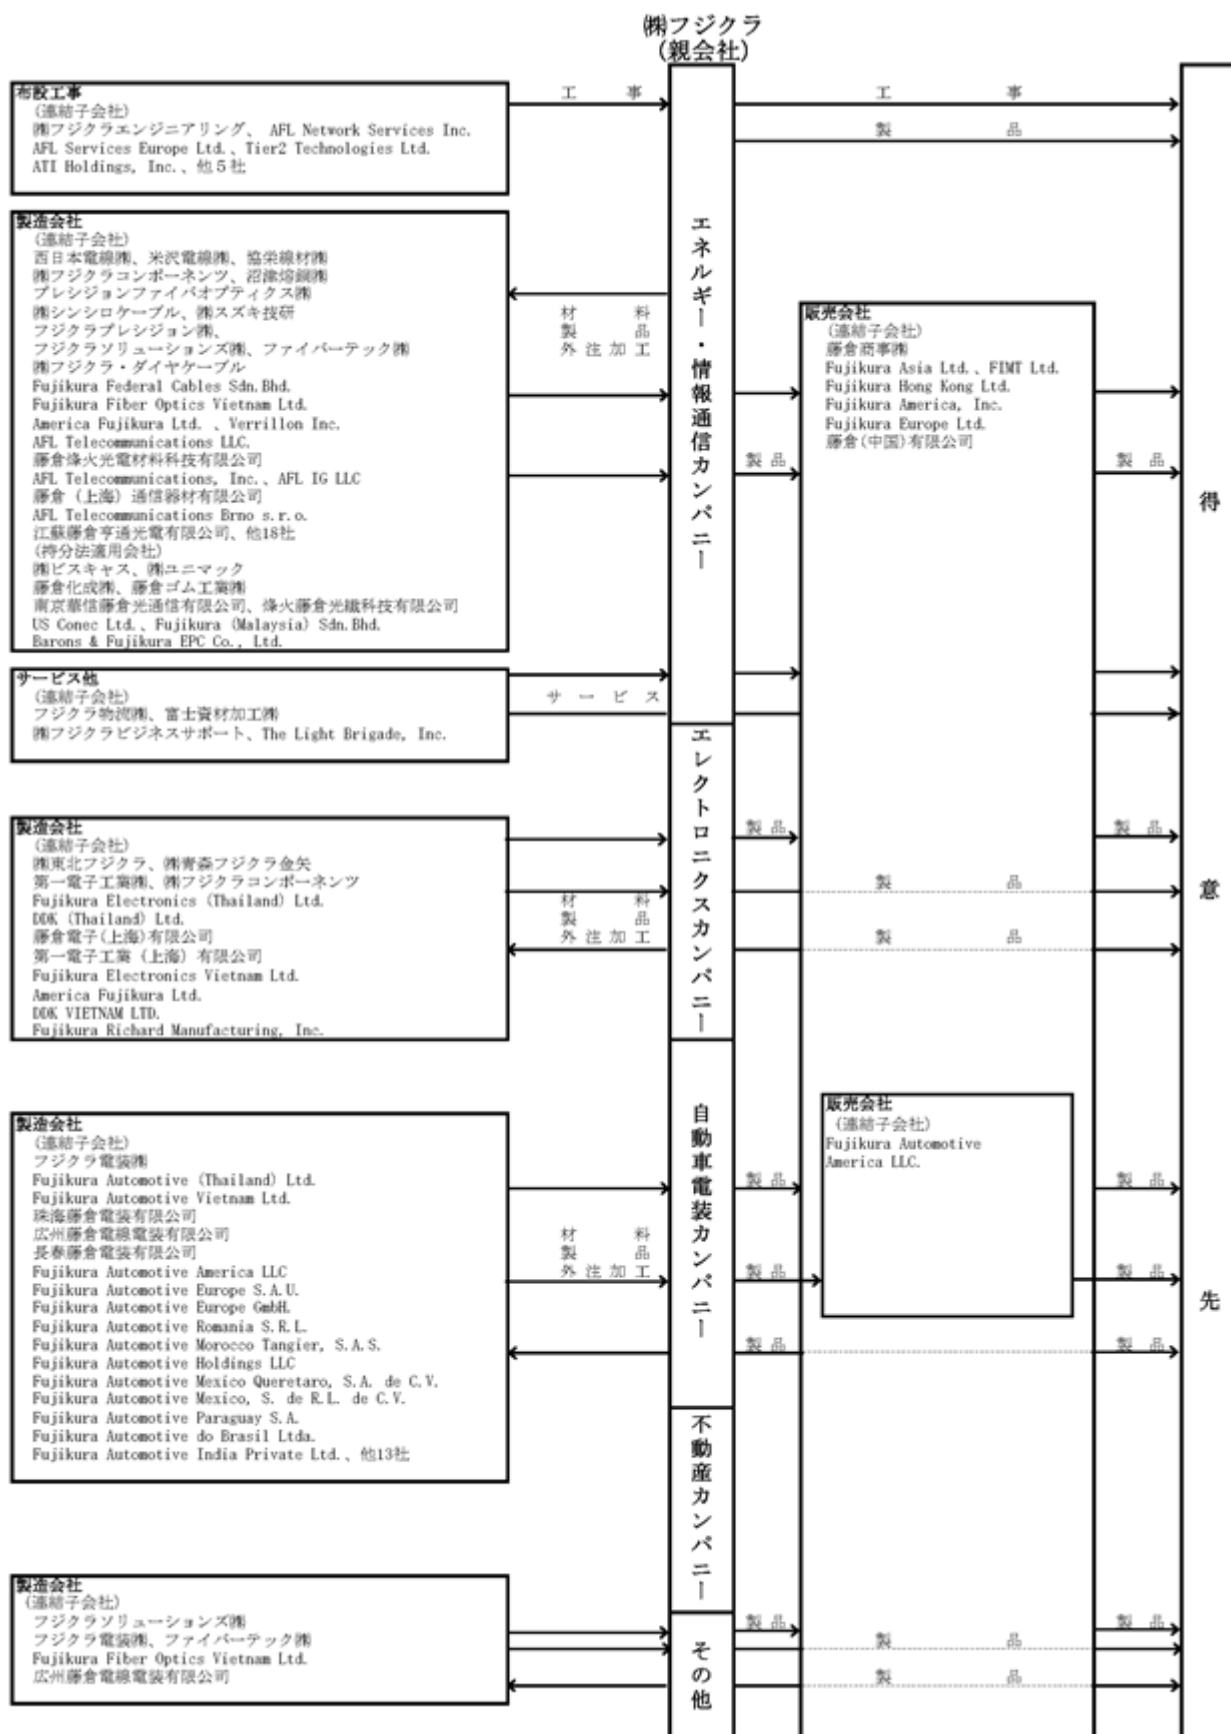 ㈱フジクラ
(親会社)
布設工事
(連結子会社)
㈱フジクラエンジニアリング、 AFL Network Services Inc.
AFL Services Europe Ltd.、Tier2 Technologies Ltd.
ATI Holdings, Inc.、他5社
工 事
工 事
製 品
製造会社
(連結子会社)
西日本電線㈱、米沢電線㈱、協栄線材㈱
㈱フジクラコンポーネンツ、沼津熔銅㈱
プレシジョンファイバオプティクス㈱
㈱シンシロケーブル、㈱スズキ技研
フジクラプレシジョン㈱、
フジクラソリューションズ㈱、ファイバーテック㈱
㈱フジクラ・ダイヤケーブル
Fujikura Federal Cables Sdn.Bhd.
Fujikura Fiber Optics Vietnam Ltd.
America Fujikura Ltd. 、Verrillon Inc.
AFL Telecommunications LLC.
藤倉烽火光電材料科技有限公司
AFL Telecommunications, Inc.、AFL IG LLC
藤倉（上海）通信器材有限公司
AFL Telecommunications Brno s.r.o.
江蘇藤倉亨通光電有限公司、他18社
(持分法適用会社)
㈱ビスキャス、㈱ユニマック
藤倉化成㈱、藤倉ゴム工業㈱
南京華信藤倉光通信有限公司、烽火藤倉光繊科技有限公司
US Conec Ltd.、Fujikura (Malaysia) Sdn.Bhd.
Barons & Fujikura EPC Co., Ltd.
材 料
製 品
外注加工
エネルギー・情報通信カンパニー
製品
販売会社
(連結子会社)
藤倉商事㈱
Fujikura Asia Ltd.、FIMT Ltd.
Fujikura Hong Kong Ltd.
Fujikura America, Inc.
Fujikura Europe Ltd.
藤倉(中国)有限公司
製品
得意先
サービス他
(連結子会社)
フジクラ物流㈱、富士資材加工㈱
㈱フジクラビジネスサポート、The Light Brigade, Inc.
サービス
製造会社
(連結子会社)
㈱東北フジクラ、㈱青森フジクラ金矢
第一電子工業㈱、㈱フジクラコンポーネンツ
Fujikura Electronics (Thailand) Ltd.
DDK (Thailand) Ltd.
藤倉電子(上海)有限公司
第一電子工業（上海）有限公司
Fujikura Electronics Vietnam Ltd.
America Fujikura Ltd.
DDK VIETNAM LTD.
Fujikura Richard Manufacturing, Inc.
材 料
製 品
外注加工
エレクトロニクスカンパニー
製品
製品
製 品
製 品
製造会社
(連結子会社)
フジクラ電装㈱
Fujikura Automotive (Thailand) Ltd.
Fujikura Automotive Vietnam Ltd.
珠海藤倉電装有限公司
広州藤倉電線電装有限公司
長春藤倉電装有限公司
Fujikura Automotive America LLC
Fujikura Automotive Europe S.A.U.
Fujikura Automotive Europe GmbH.
Fujikura Automotive Romania S.R.L.
Fujikura Automotive Morocco Tangier, S.A.S.
Fujikura Automotive Holdings LLC
Fujikura Automotive Mexico Queretaro, S.A. de C.V.
Fujikura Automotive Mexico, S. de R.L. de C.V.
Fujikura Automotive Paraguay S.A.
Fujikura Automotive do Brasil Ltda.
Fujikura Automotive India Private Ltd.、他13社
材 料
製 品
外注加工
自動車電装カンパニー
製品
製品
製品
販売会社
(連結子会社)
Fujikura Automotive
America LLC.
製品
製品
製品
不動産カンパニー
製造会社
(連結子会社)
フジクラソリューションズ㈱
フジクラ電装㈱、ファイバーテック㈱
Fujikura Fiber Optics Vietnam Ltd.
広州藤倉電線電装有限公司
その他
製品
製品
製 品
製 品